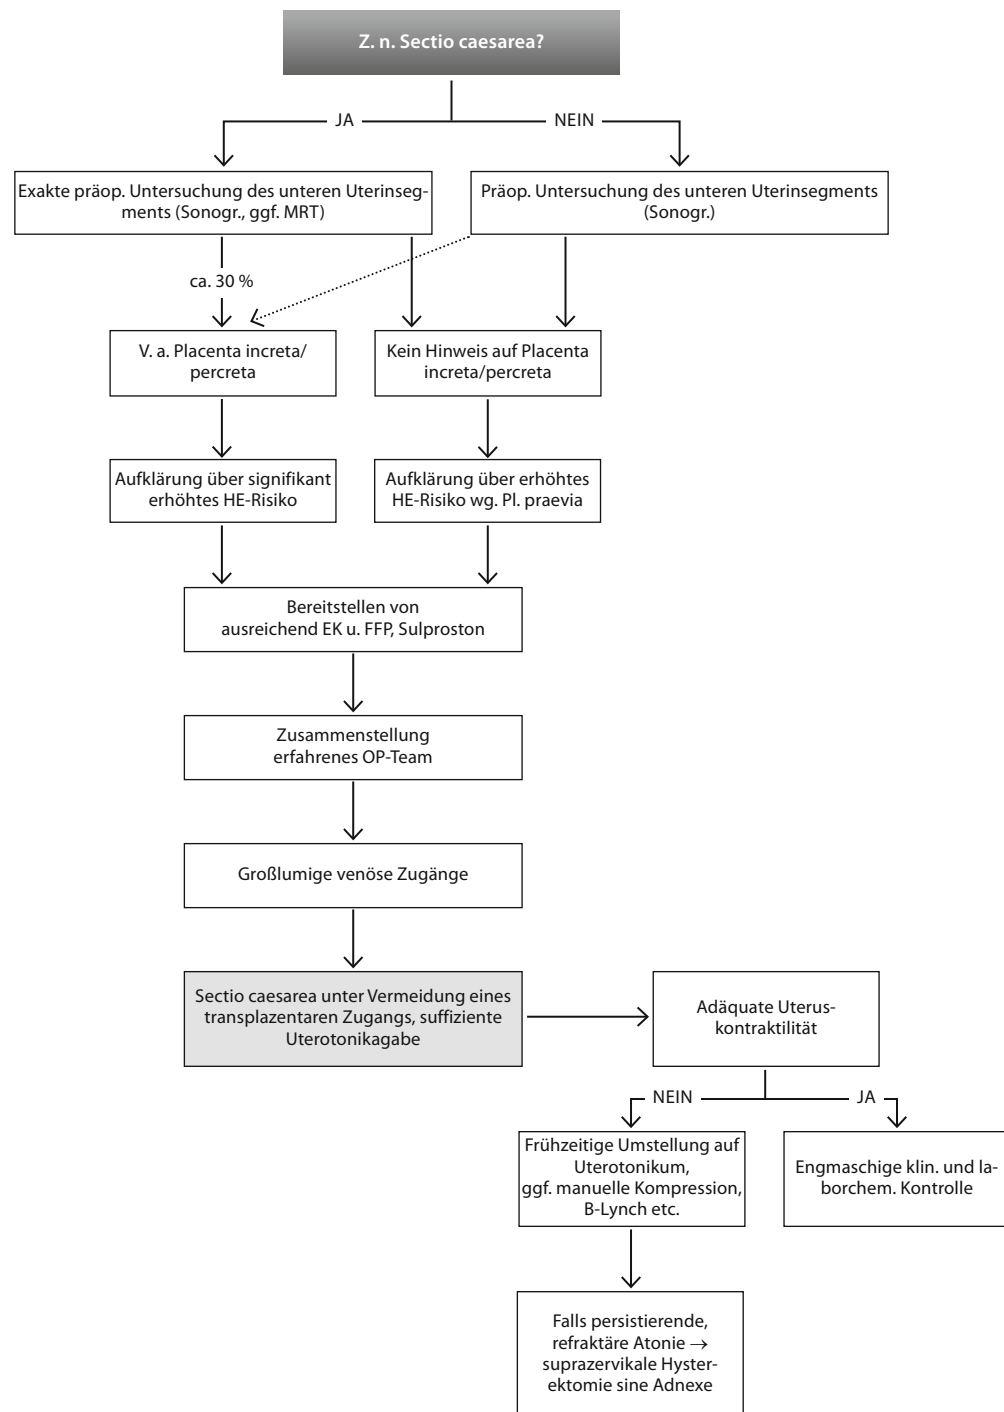 Z. n. Sectio caesarea?
JA
NEIN
Exakte präop. Untersuchung des unteren Uterinseg-
ments (Sonogr., ggf. MRT)
Präop. Untersuchung des unteren Uterinsegments
(Sonogr.)
ca. 30 %
V. a. Placenta increta/
percreta
Kein Hinweis auf Placenta
increta/percreta
Aufklärung über signifikant
erhöhtes HE-Risiko
Aufklärung über erhöhtes
HE-Risiko wg. Pl. praevia
Bereitstellen von
ausreichend EK u. FFP, Sulproston
Zusammenstellung
erfahrenes OP-Team
Großlumige venöse Zugänge
Sectio caesarea unter Vermeidung eines
transplazentaren Zugangs, suffiziente
Uterotonikagabe
Adäquate Uterus-
kontraktilität
NEIN
JA
Frühzeitige Umstellung auf
Uterotonikum,
ggf. manuelle Kompression,
B-Lynch etc.
Engmaschige klin. und la-
borchem. Kontrolle
Falls persistierende,
refraktäre Atonie →
suprazervikale Hyster-
ektomie sine Adnexe